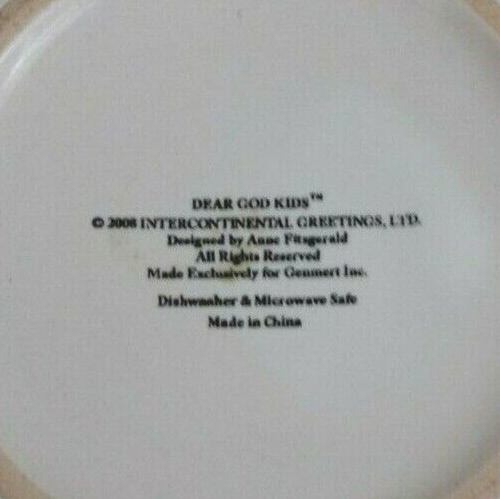 DEAR GOD KIDS™
© 2008 INTERCONTINENTAL GREETINGS, LTD.
Designed by Anne Fitzgerald
All Rights Reserved
Made Exclusively for Genmert Inc.
Dishwasher & Microwave Safe
Made in China